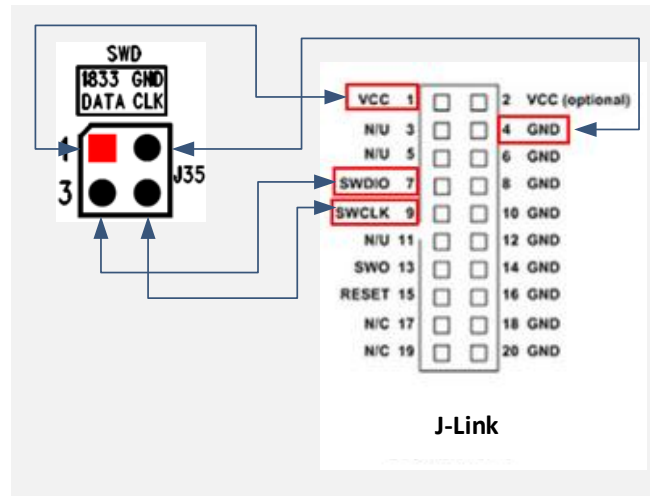 SWD
1833 GND
DATA CLK
1
3
J35
VCC 1
2 VCC (optional)
N/U 3
4 GND
N/U 5
6 GND
SWDIO 7
8 GND
SWCLK 9
10 GND
N/U 11
12 GND
SWO 13
14 GND
RESET 15
16 GND
N/C 17
18 GND
N/C 19
20 GND
J-Link